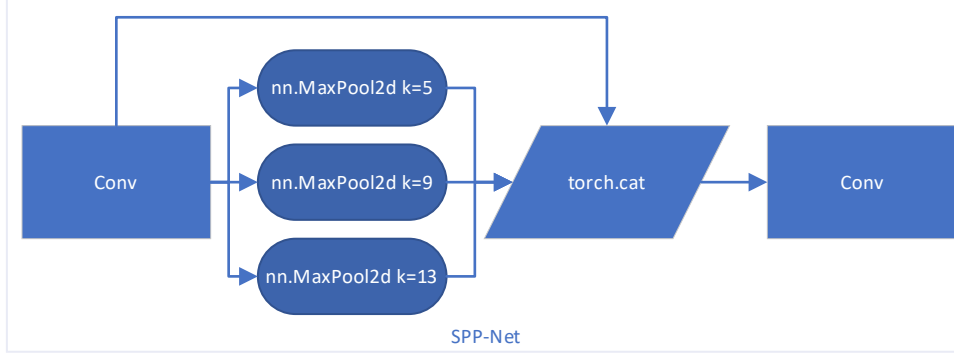 nn.MaxPool2d k=5
Conv
nn.MaxPool2d k=9
torch.cat
Conv
nn.MaxPool2d k=13
SPP-Net